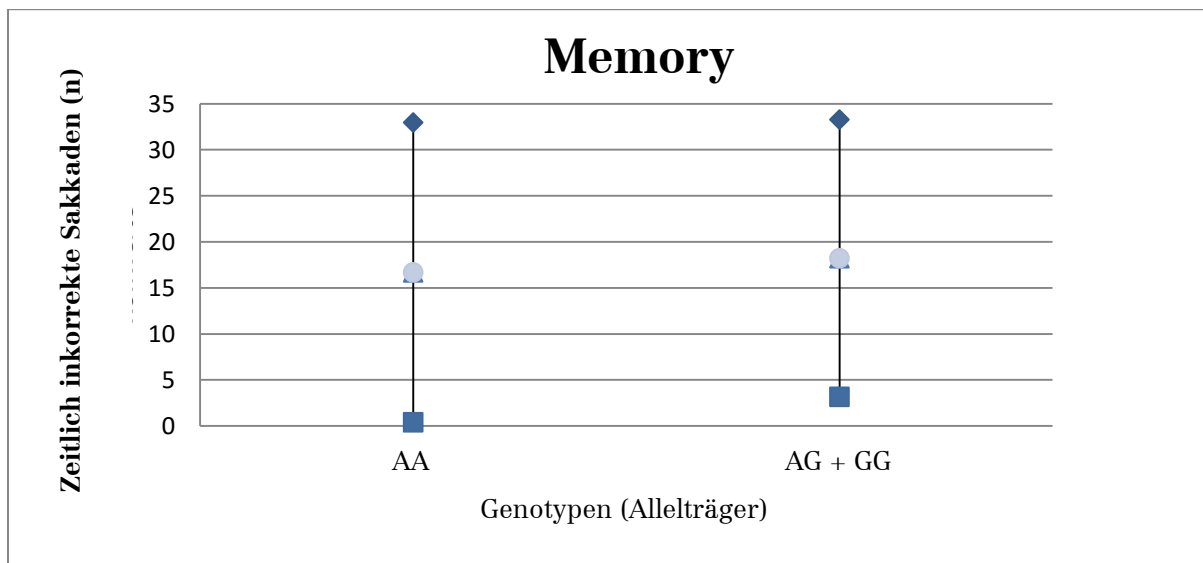 Memory
Zeitlich inkorrekte Sakkaden (n)
35
30
25
20
15
10
5
0
AA
AG + GG
Genotypen (Allelträger)